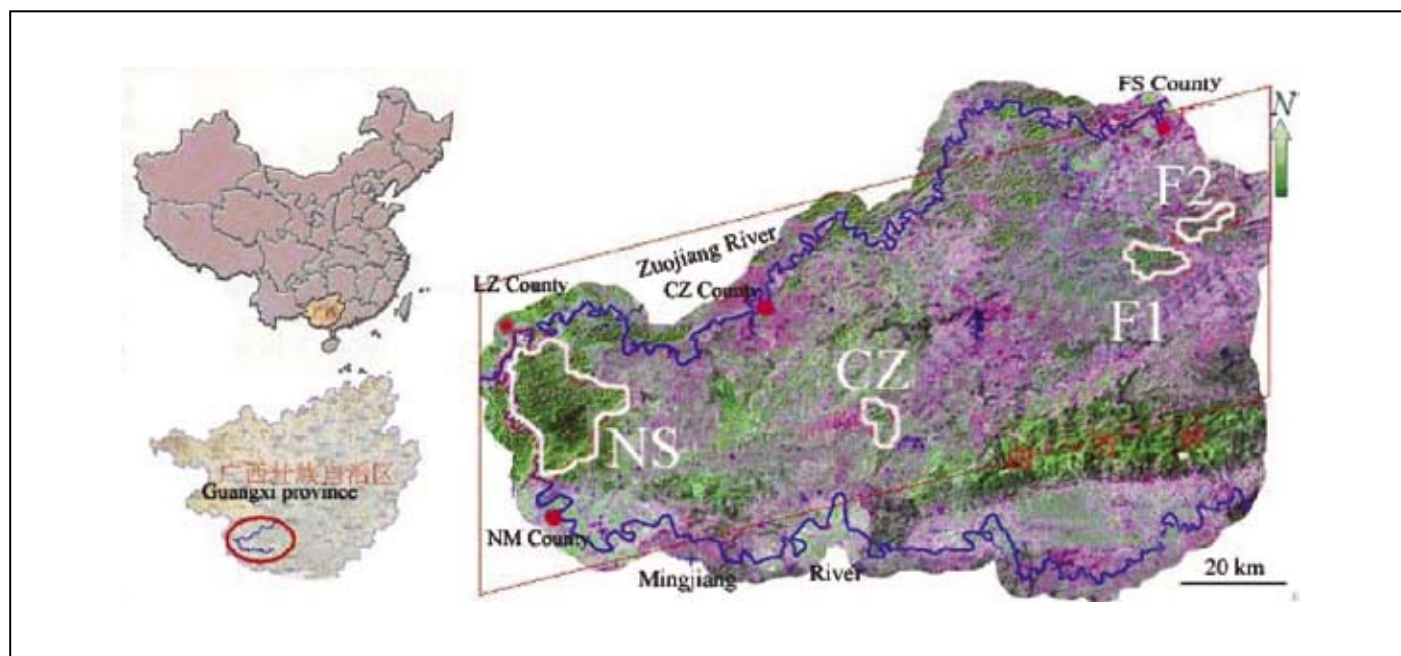 广西壮族自治区
Guangxi province
FS County
N
F2
Zuojiang River
LZ County
CZ County
F1
CZ
NS
NM County
Mingjiang River
20 km